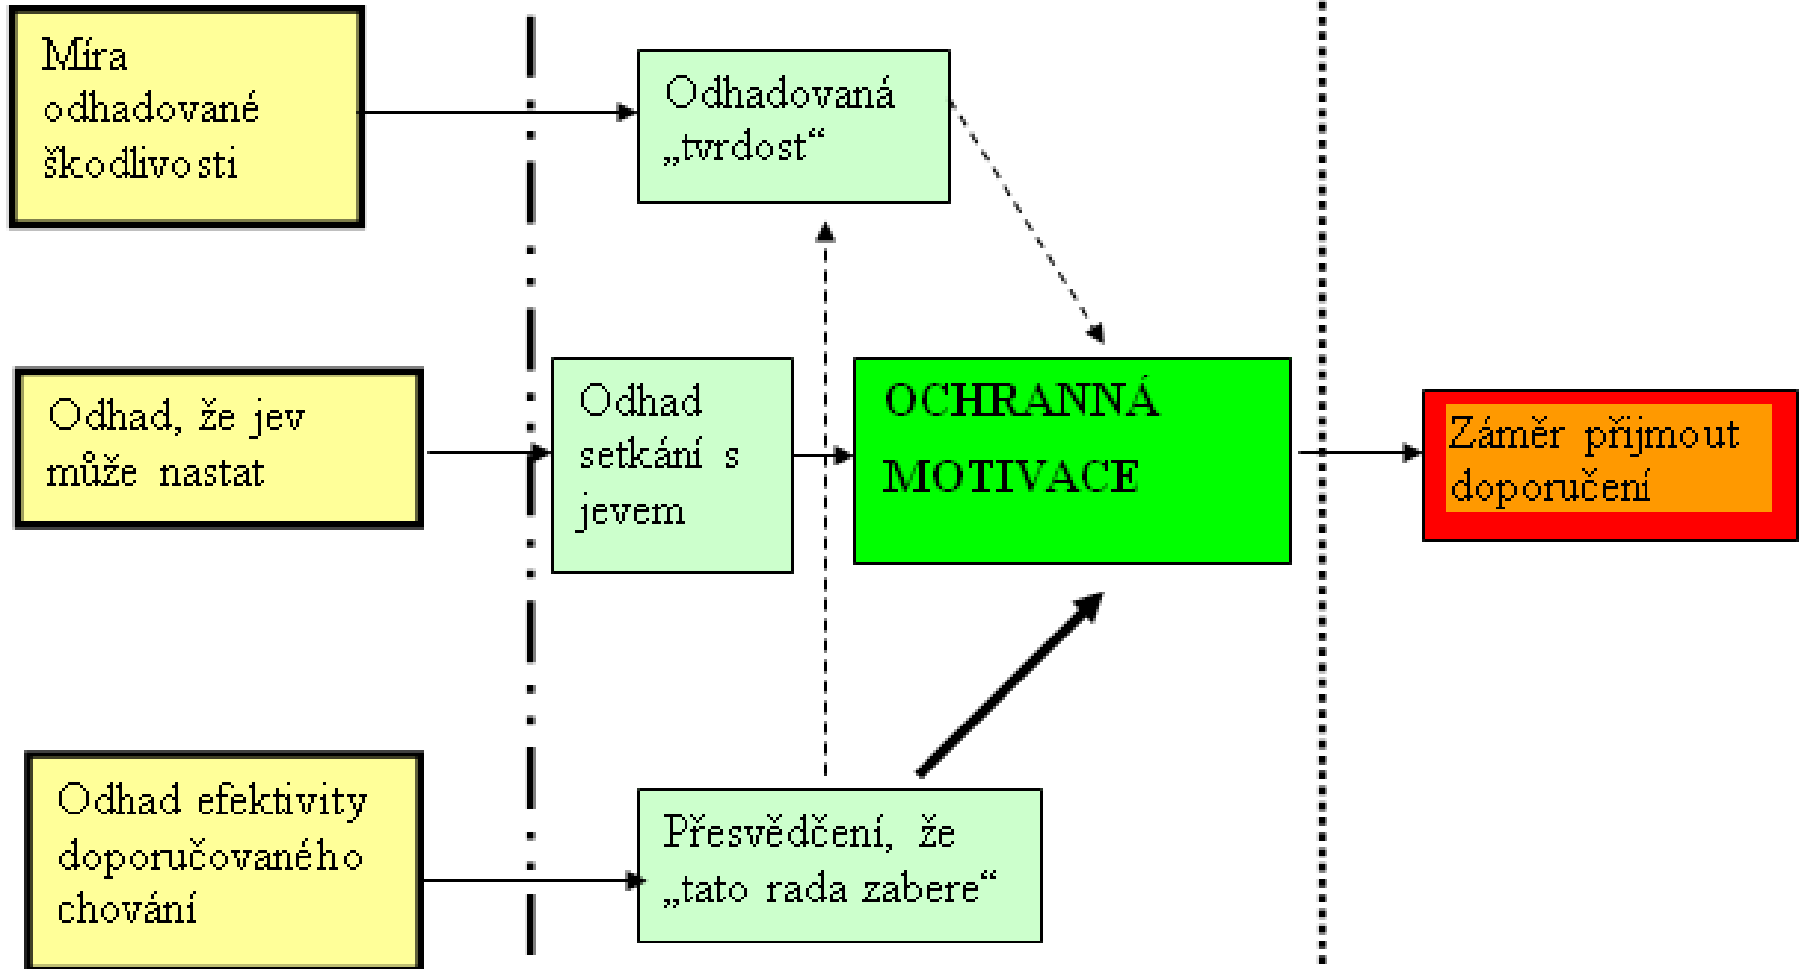 Míra
odhadované
škodlivosti
Odhadovaná
„tvrdost“
Odhad, že jev
může nastat
Odhad
setkání s
jevem
OCHRANNÁ
MOTIVACE
Záměr přijmout
doporučení
Odhad efektivity
doporučovaného
chování
Přesvědčení, že
„tato rada zabere“